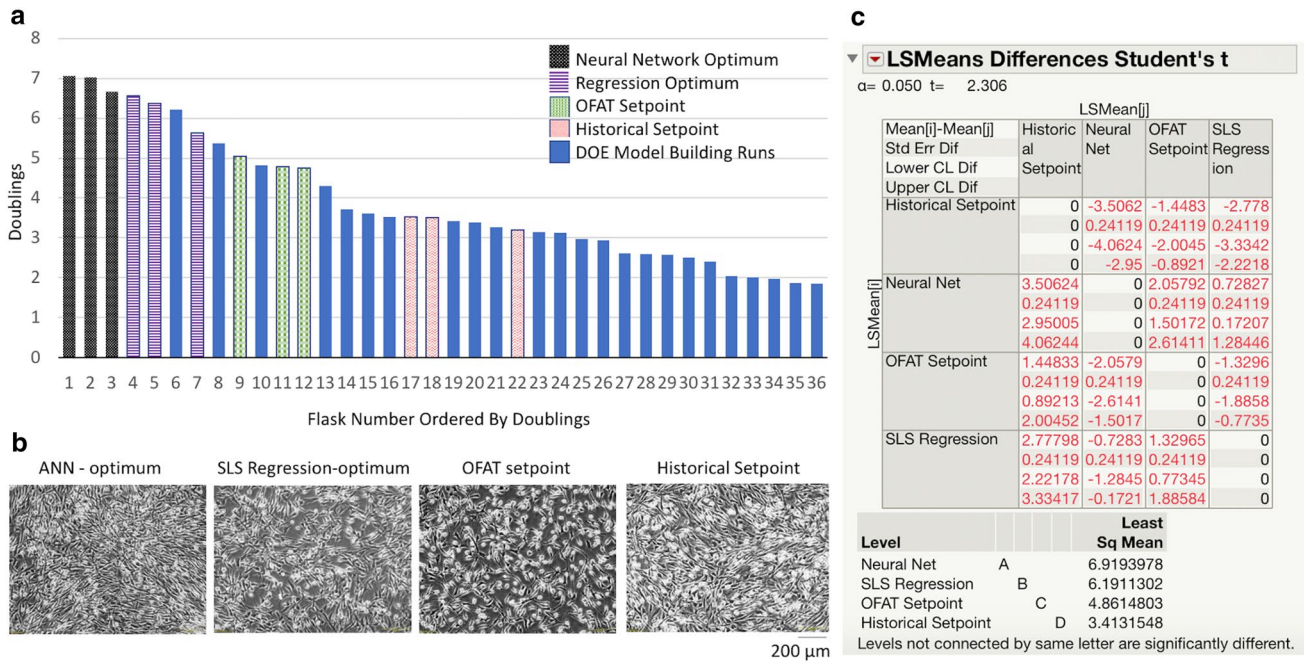 a
8
7
6
5
4
3
2
1
0
Doublings
Neural Network Optimum
Regression Optimum
OFAT Setpoint
Historical Setpoint
DOE Model Building Runs
1 2 3 4 5 6 7 8 9 10 11 12 13 14 15 16 17 18 19 20 21 22 23 24 25 26 27 28 29 30 31 32 33 34 35 36
Flask Number Ordered By Doublings
b
ANN - optimum
SLS Regression-optimum
OFAT setpoint
Historical Setpoint
200 μm
c
LSMeans Differences Student's t
α= 0.050 t= 2.306
LSMean[j]
LSMean[i]
Mean[i]-Mean[j] Historic Neural OFAT SLS
Std Err Dif al Net Setpoint Regress
Lower CL Dif Setpoint ion
Upper CL Dif
Historical Setpoint 0 -3.5062 -1.4483 -2.778
0 0.24119 0.24119 0.24119
0 -4.0624 -2.0045 -3.3342
0 -2.95 -0.8921 -2.2218
Neural Net 3.50624 0 2.05792 0.72827
0.24119 0 0.24119 0.24119
2.95005 0 1.50172 0.17207
4.06244 0 2.61411 1.28446
OFAT Setpoint 1.44833 -2.0579 0 -1.3296
0.24119 0.24119 0 0.24119
0.89213 -2.6141 0 -1.8858
2.00452 -1.5017 0 -0.7735
SLS Regression 2.77798 -0.7283 1.32965 0
0.24119 0.24119 0.24119 0
2.22178 -1.2845 0.77345 0
3.33417 -0.1721 1.88584 0
Least
Level Sq Mean
Neural Net A 6.9193978
SLS Regression B 6.1911302
OFAT Setpoint C 4.8614803
Historical Setpoint D 3.4131548
Levels not connected by same letter are significantly different.